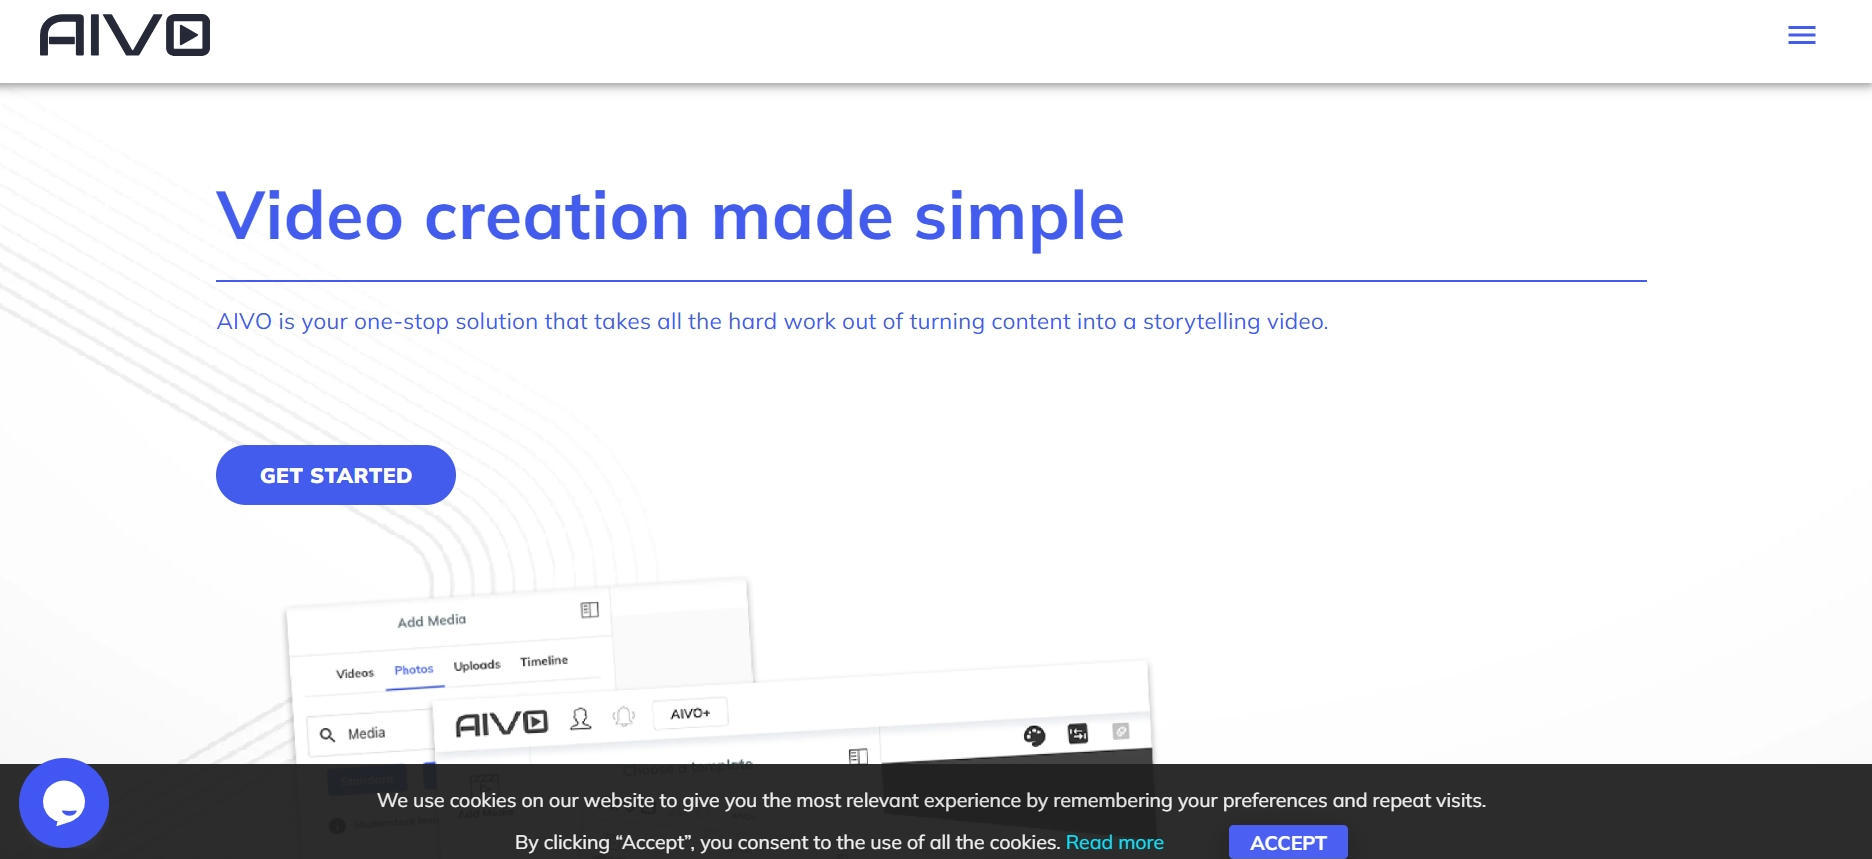 AIVO
Video creation made simple
AIVO is your one-stop solution that takes all the hard work out of turning content into a storytelling video.
GET STARTED
Add Media
Videos Photos Uploads Timeline
Media
AIVO
AIVO+
Choose a template
Standard
We use cookies on our website to give you the most relevant experience by remembering your preferences and repeat visits.
By clicking “Accept”, you consent to the use of all the cookies. Read more
ACCEPT